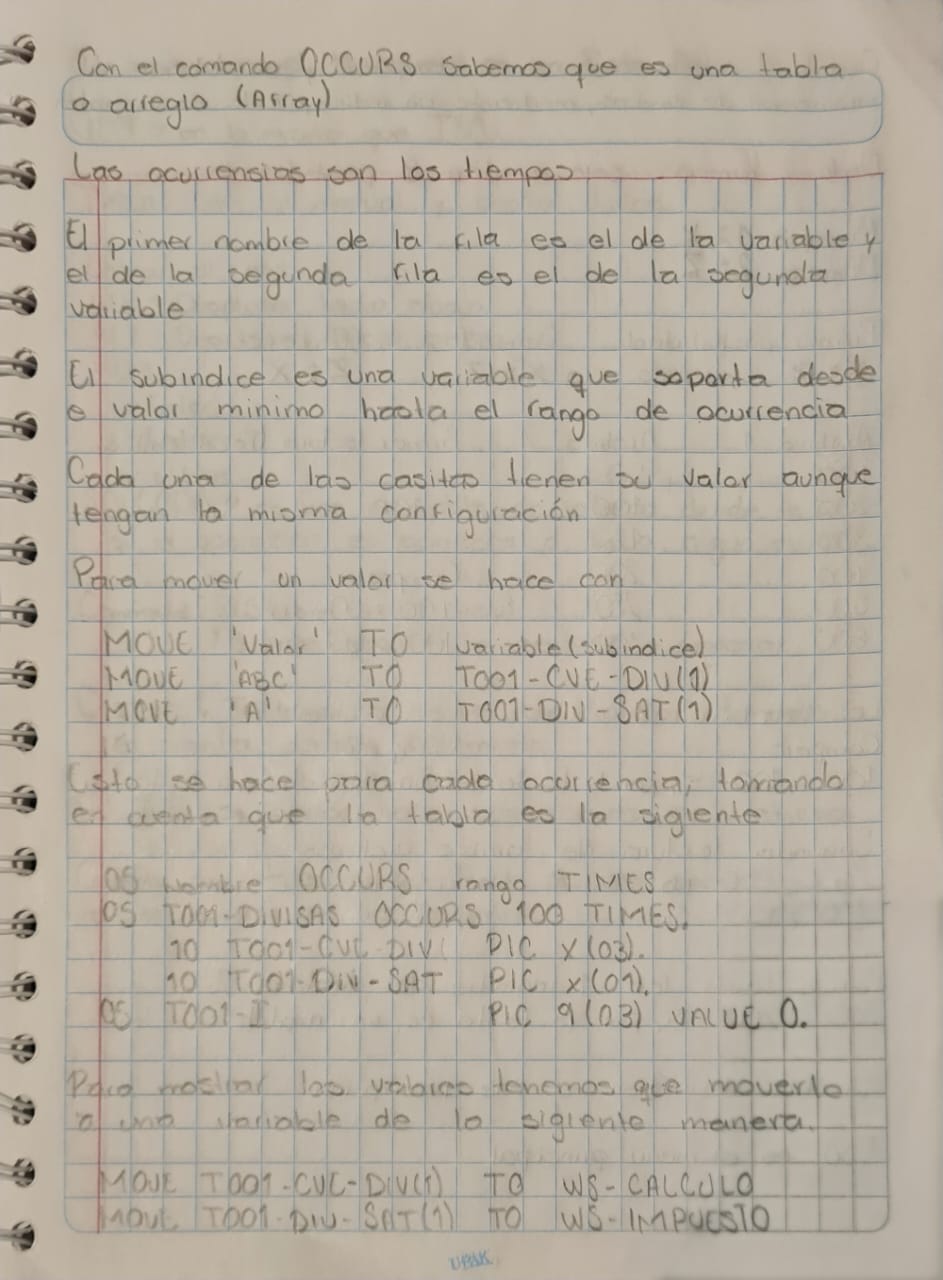 Con el comando OCCURS sabemos que es una tabla
o arreglo (Array)
Las ocurrensias son los tiempos
El primer nombre de la fila es el de la variable y
el de la segunda fila es el de la segunda
variable
El subindice es una variable que soporta desde
e valor minimo hasta el rango de ocurrencia
Cada una de las casitas tienen su valor aunque
tengan la misma configuración
Para mover un valor se hace con
MOVE 'Valor' TO variable(subindice)
MOVE 'ABC' TO T001-CVE-DIV(1)
MOVE 'A' TO T001-DIV-SAT(1)
Esto se hace para cada ocurrencia, tomando
en cuenta que la tabla es la sigiente
05 Nombre OCCURS rango TIMES
05 T001-DIVISAS OCCURS 100 TIMES.
10 T001-CVE-DIV PIC X(03).
10 T001-DIV-SAT PIC X(01).
05 T001-I PIC 9(03) VALUE 0.
Para mostrar los valores tenemos que moverlo
a una variable de la sigiente manera.
MOVE T001-CVE-DIV(1) TO WS-CALCULO
MOVE T001-DIV-SAT(1) TO WS-IMPUESTO